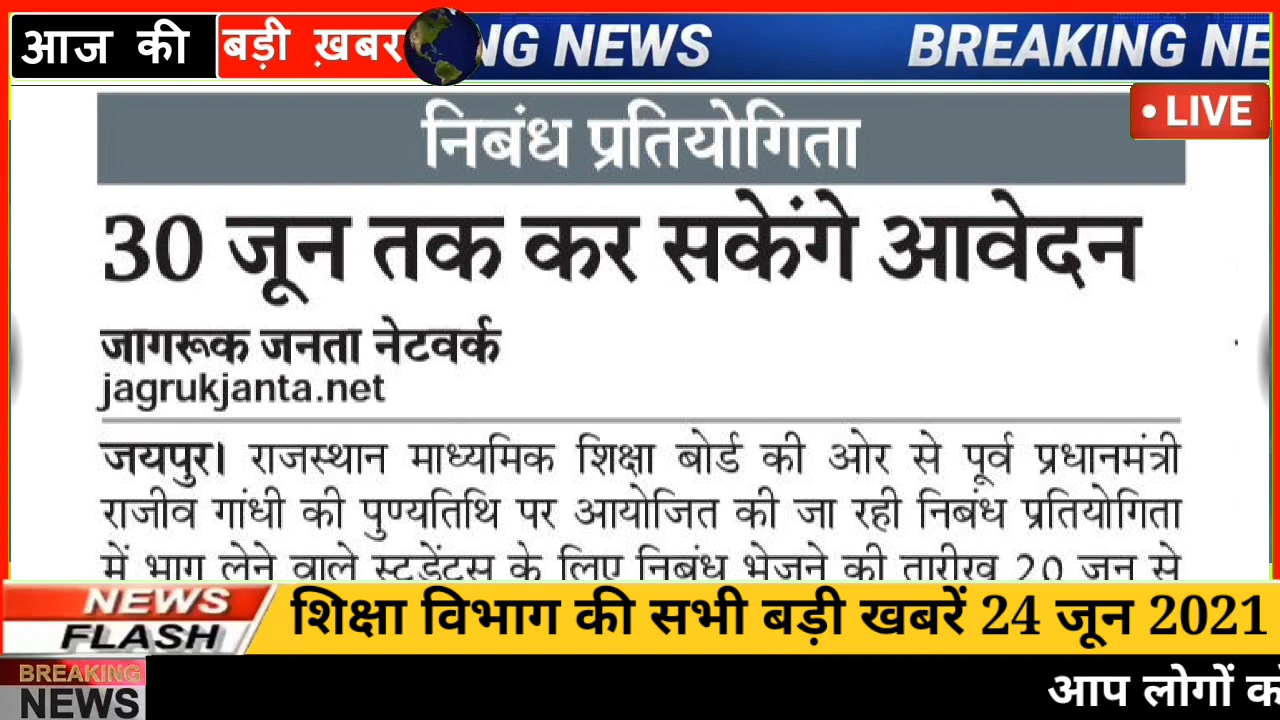 आज की बड़ी ख़बर NG NEWS BREAKING NE
• LIVE
निबंध प्रतियोगिता
30 जून तक कर सकेंगे आवेदन
जागरूक जनता नेटवर्क
jagrukjanta.net
जयपुर। राजस्थान माध्यमिक शिक्षा बोर्ड की ओर से पूर्व प्रधानमंत्री
राजीव गांधी की पुण्यतिथि पर आयोजित की जा रही निबंध प्रतियोगिता
में भाग लेने वाले स्टूडेंट्स के लिए निबंध भेजने की तारीख 20 जून से
NEWS
FLASH
शिक्षा विभाग की सभी बड़ी खबरें 24 जून 2021
BREAKING
NEWS
आप लोगों को